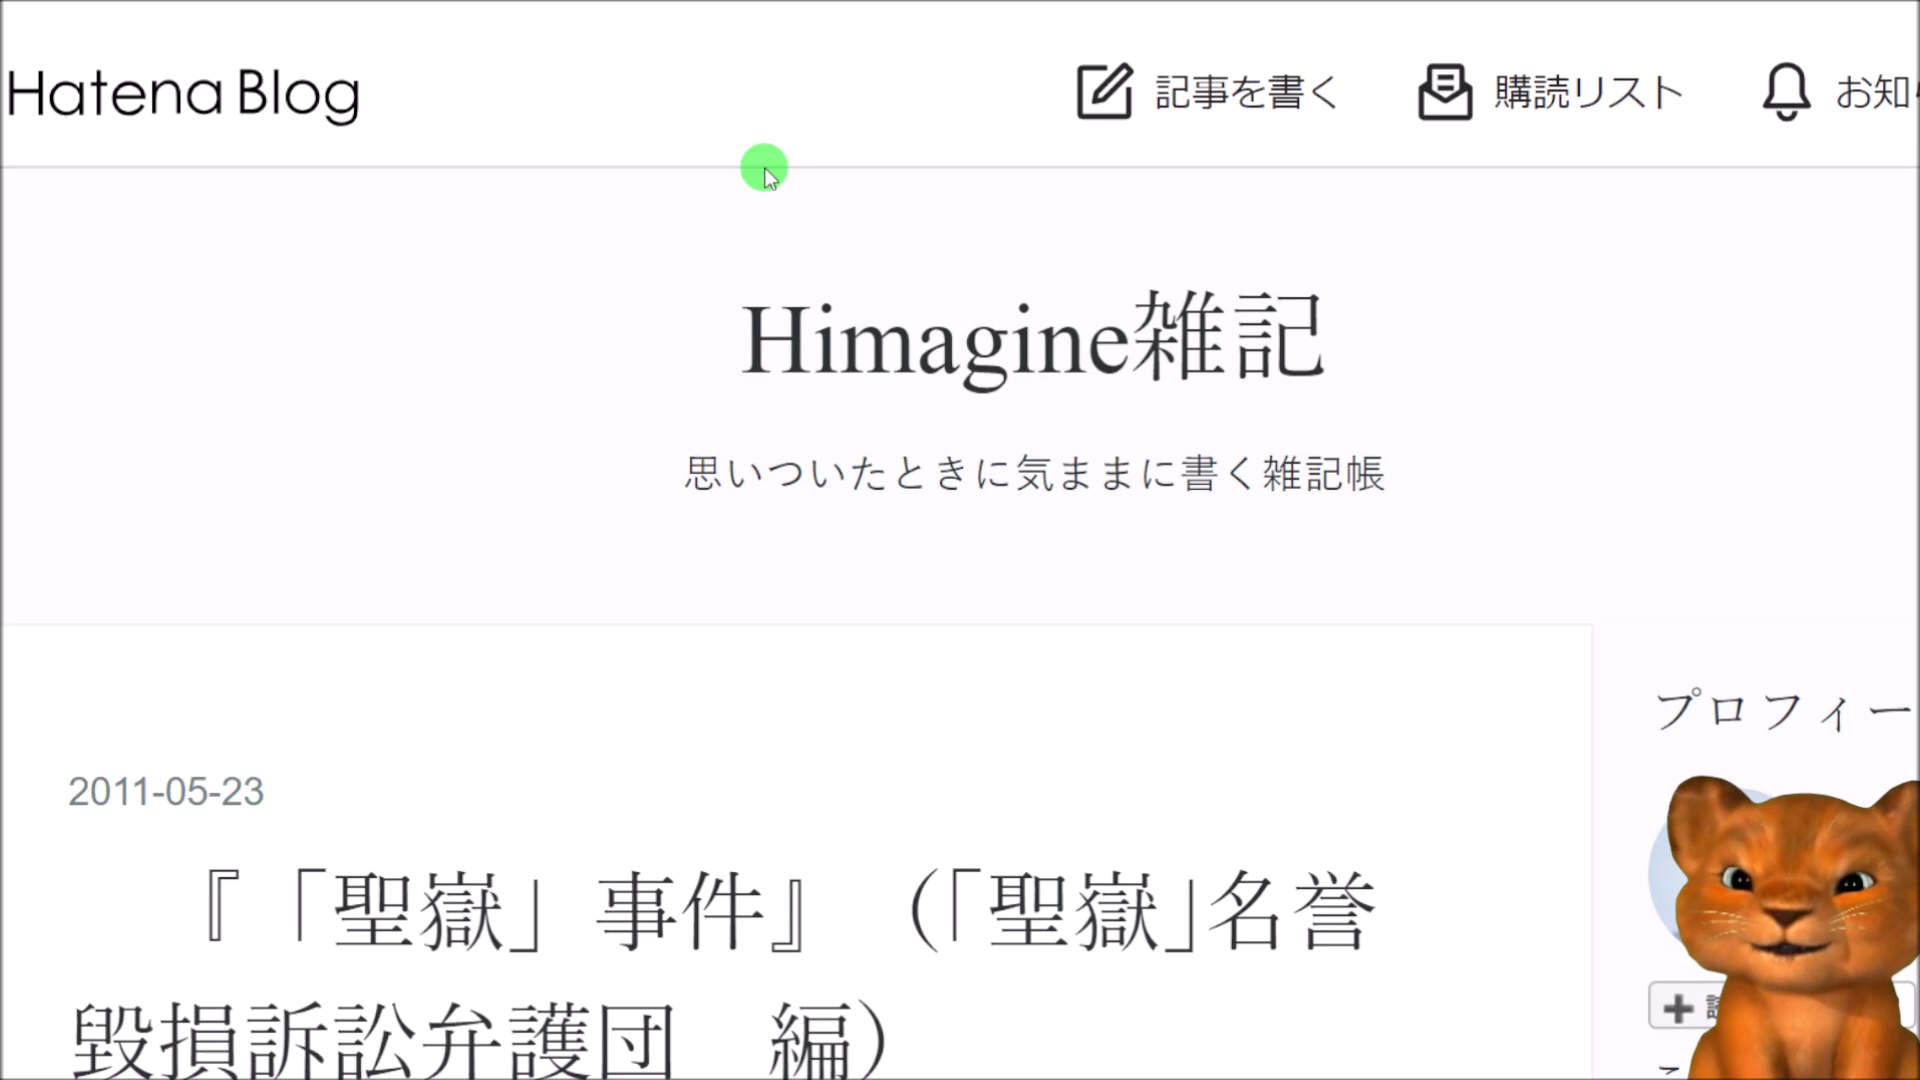 Hatena Blog
記事を書く
購読リスト
お知
Himagine雑記
思いついたときに気ままに書く雑記帳
プロフィー
2011-05-23
『「聖嶽」事件』 （｢聖嶽｣名誉
毀損訴訟弁護団　編）